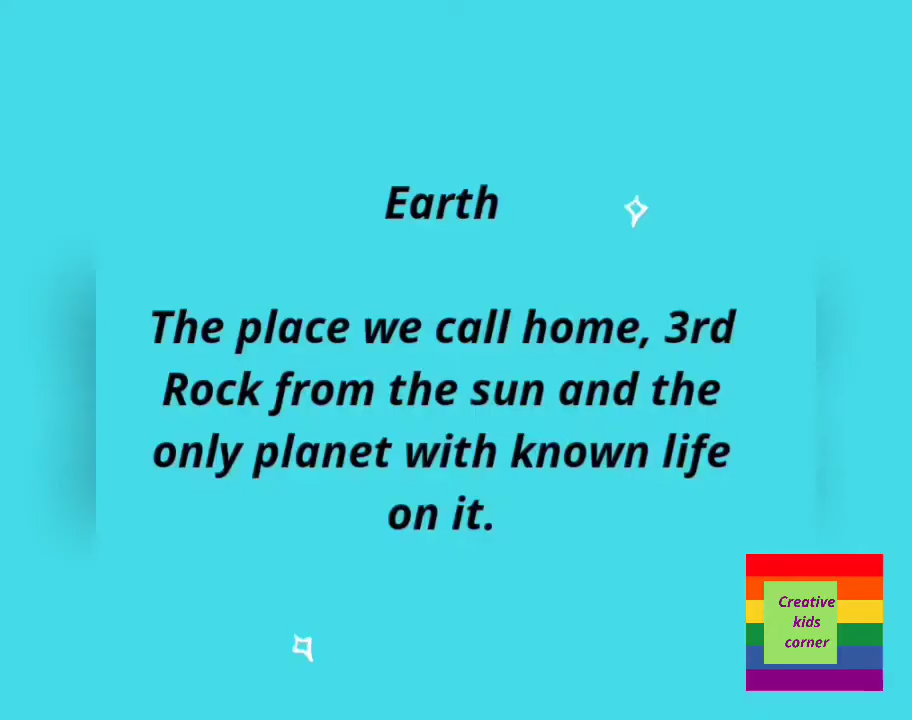 Earth
The place we call home, 3rd
Rock from the sun and the
only planet with known life
on it.
Creative
kids
corner